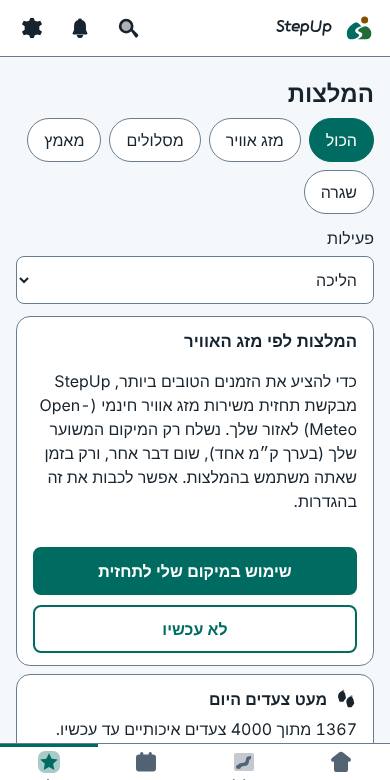 StepUp
המלצות
הכול
מזג אוויר
מסלולים
מאמץ
שגרה
פעילות
הליכה
המלצות לפי מזג האוויר
כדי להציע את הזמנים הטובים ביותר, StepUp
מבקשת תחזית משירות מזג אוויר חינמי (Open-
Meteo) לאזור שלך. נשלח רק המיקום המשוער
שלך (בערך ק״מ אחד), שום דבר אחר, ורק בזמן
שאתה משתמש בהמלצות. אפשר לכבות את זה
בהגדרות.
שימוש במיקום שלי לתחזית
לא עכשיו
מעט צעדים היום
1367 מתוך 4000 צעדים איכותיים עד עכשיו.